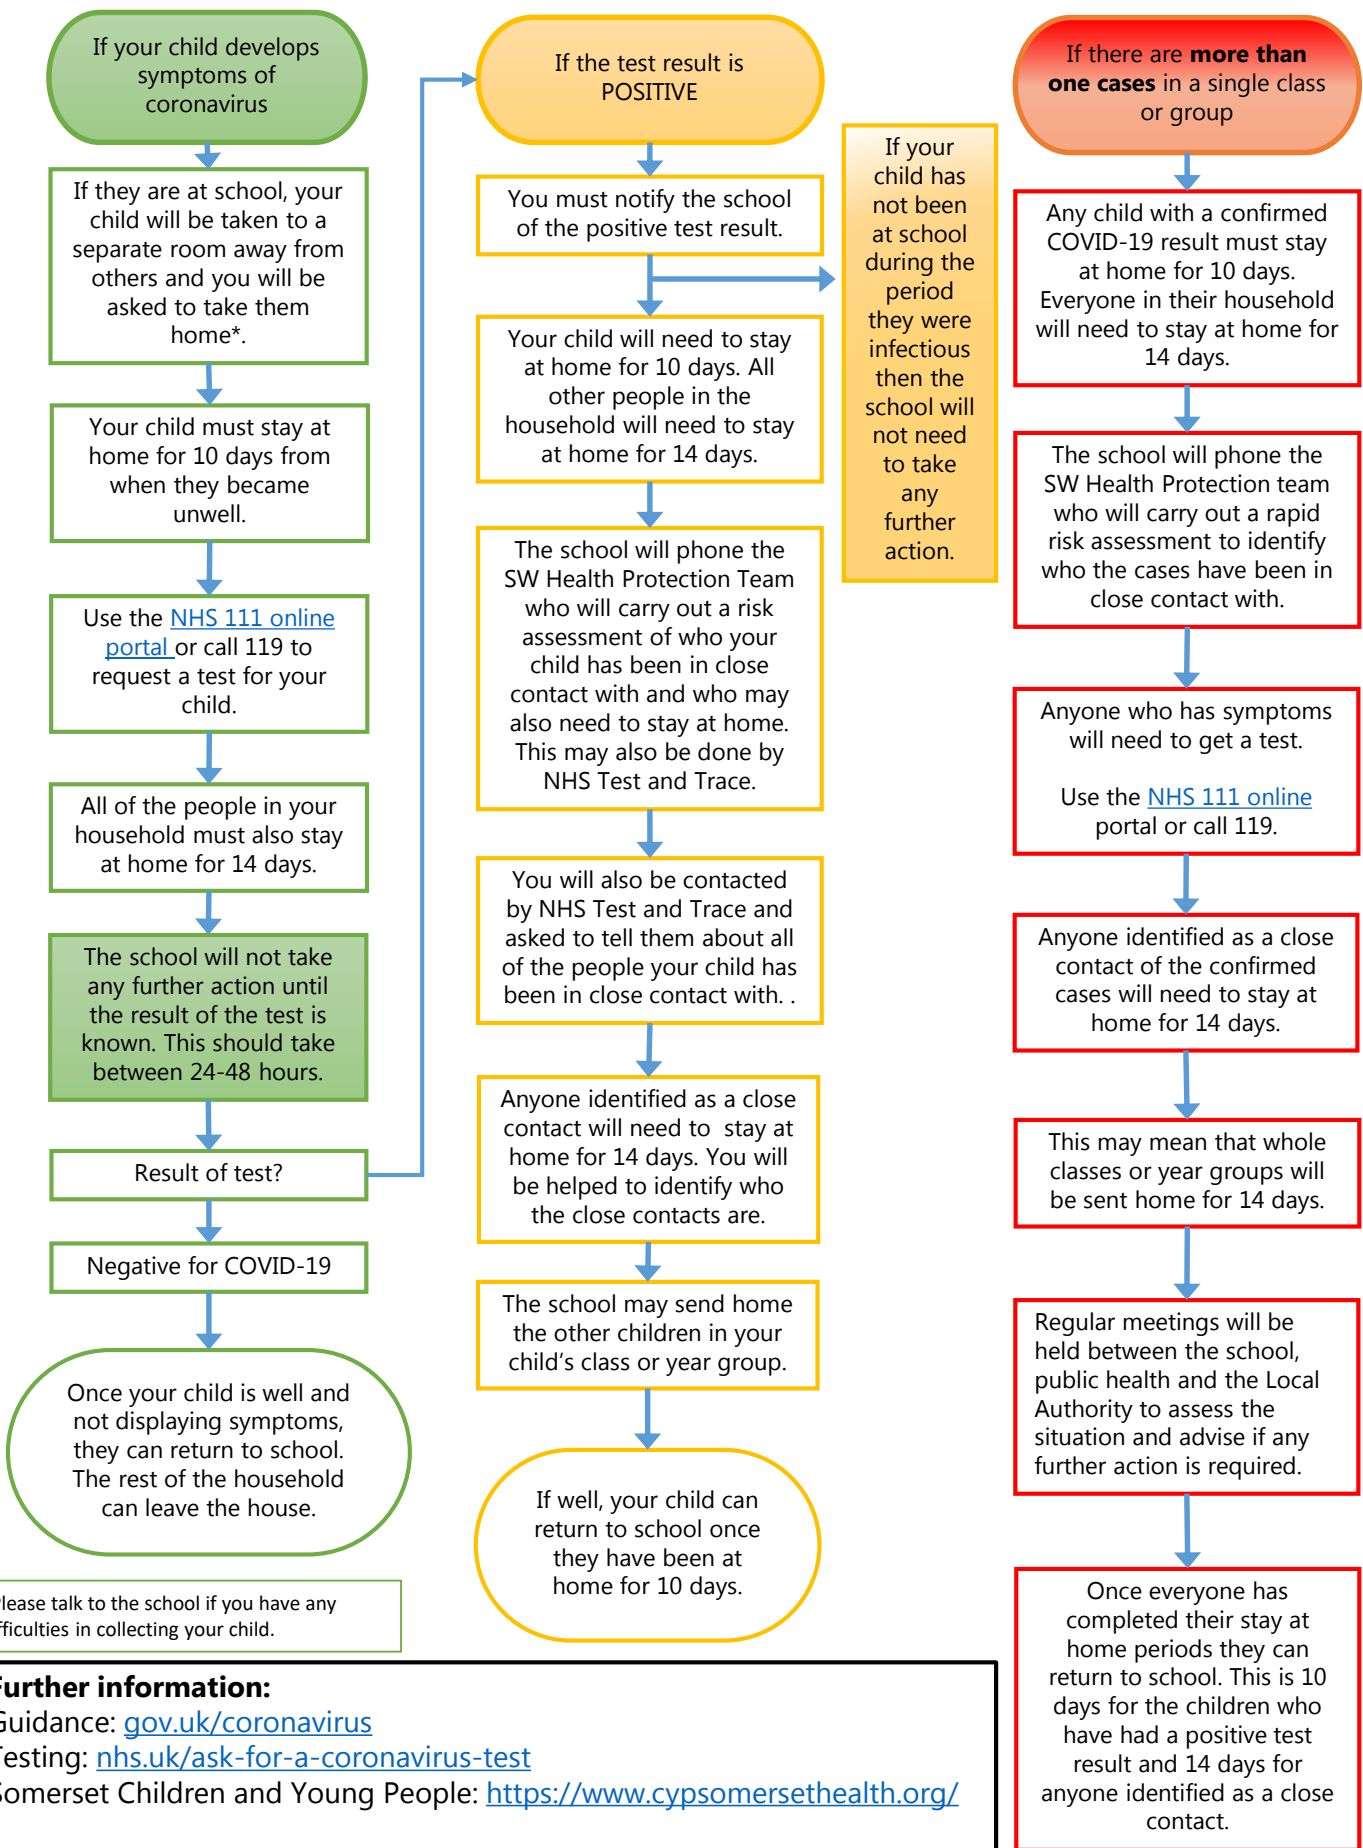 If your child develops
symptoms of
coronavirus
If they are at school, your
child will be taken to a
separate room away from
others and you will be
asked to take them
home*.
Your child must stay at
home for 10 days from
when they became
unwell.
Use the NHS 111 online
portal or call 119 to
request a test for your
child.
All of the people in your
household must also stay
at home for 14 days.
The school will not take
any further action until
the result of the test is
known. This should take
between 24-48 hours.
Result of test?
Negative for COVID-19
Once your child is well and
not displaying symptoms,
they can return to school.
The rest of the household
can leave the house.
Please talk to the school if you have any
difficulties in collecting your child.
If the test result is
POSITIVE
You must notify the school
of the positive test result.
If your
child has
not been
at school
during the
period
they were
infectious
then the
school will
not need
to take
any
further
action.
Your child will need to stay
at home for 10 days. All
other people in the
household will need to stay
at home for 14 days.
The school will phone the
SW Health Protection Team
who will carry out a risk
assessment of who your
child has been in close
contact with and who may
also need to stay at home.
This may also be done by
NHS Test and Trace.
You will also be contacted
by NHS Test and Trace and
asked to tell them about all
of the people your child has
been in close contact with. .
Anyone identified as a close
contact will need to  stay at
home for 14 days. You will
be helped to identify who
the close contacts are.
The school may send home
the other children in your
child’s class or year group.
If well, your child can
return to school once
they have been at
home for 10 days.
If there are more than
one cases in a single class
or group
Any child with a confirmed
COVID-19 result must stay
at home for 10 days.
Everyone in their household
will need to stay at home for
14 days.
The school will phone the
SW Health Protection team
who will carry out a rapid
risk assessment to identify
who the cases have been in
close contact with.
Anyone who has symptoms
will need to get a test.
Use the NHS 111 online
portal or call 119.
Anyone identified as a close
contact of the confirmed
cases will need to stay at
home for 14 days.
This may mean that whole
classes or year groups will
be sent home for 14 days.
Regular meetings will be
held between the school,
public health and the Local
Authority to assess the
situation and advise if any
further action is required.
Once everyone has
completed their stay at
home periods they can
return to school. This is 10
days for the children who
have had a positive test
result and 14 days for
anyone identified as a close
contact.
Further information:
Guidance: gov.uk/coronavirus
Testing: nhs.uk/ask-for-a-coronavirus-test
Somerset Children and Young People: https://www.cypsomersethealth.org/